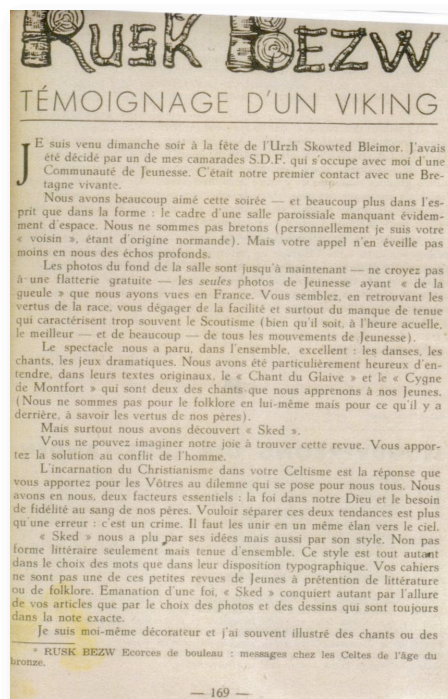 RUSK BEZW
TÉMOIGNAGE D'UN VIKING
JE suis venu dimanche soir à la fête de l'Urzh Skowted Bleimor. J'avais
été décidé par un de mes camarades S.D.F. qui s'occupe avec moi d'une
Communauté de Jeunesse. C'était notre premier contact avec une Bre-
tagne vivante.
Nous avons beaucoup aimé cette soirée — et beaucoup plus dans l'es-
prit que dans la forme : le cadre d'une salle paroissiale manquant évidem-
ment d'espace. Nous ne sommes pas bretons (personnellement je suis votre
« voisin », étant d'origine normande). Mais votre appel n'en éveille pas
moins en nous des échos profonds.
Les photos du fond de la salle sont jusqu'à maintenant — ne croyez pas
à une flatterie gratuite — les seules photos de Jeunesse ayant « de la
gueule » que nous ayons vues en France. Vous semblez, en retrouvant les
vertus de la race, vous dégager de la facilité et surtout du manque de tenue
qui caractérisent trop souvent le Scoutisme (bien qu'il soit, à l'heure acuelle,
le meilleur — et de beaucoup — de tous les mouvements de Jeunesse).
Le spectacle nous a paru, dans l'ensemble, excellent : les danses, les
chants, les jeux dramatiques. Nous avons été particulièrement heureux d'en-
tendre, dans leurs textes originaux, le « Chant du Glaive » et le « Cygne
de Montfort » qui sont deux des chants que nous apprenons à nos Jeunes.
(Nous ne sommes pas pour le folklore en lui-même mais pour ce qu'il y a
derrière, à savoir les vertus de nos pères).
Mais surtout nous avons découvert « Sked ».
Vous ne pouvez imaginer notre joie à trouver cette revue. Vous appor-
tez la solution au conflit de l'homme.
L'incarnation du Christianisme dans votre Celtisme est la réponse que
vous apportez pour les Vôtres au dilemne qui se pose pour nous tous. Nous
avons en nous, deux facteurs essentiels : la foi dans notre Dieu et le besoin
de fidélité au sang de nos pères. Vouloir séparer ces deux tendances est plus
qu'une erreur : c'est un crime. Il faut les unir en un même élan vers le ciel.
« Sked » nous a plu par ses idées mais aussi par son style. Non pas
forme littéraire seulement mais tenue d'ensemble. Ce style est tout autant
dans le choix des mots que dans leur disposition typographique. Vos cahiers
ne sont pas une de ces petites revues de Jeunes à prétention de littérature
ou de folklore. Emanation d'une foi, « Sked » conquiert autant par l'allure
de vos articles que par le choix des photos et des dessins qui sont toujours
dans la note exacte.
Je suis moi-même décorateur et j'ai souvent illustré des chants ou des
* RUSK BEZW Ecorces de bouleau : messages chez les Celtes de l'âge du
bronze.
— 169 —